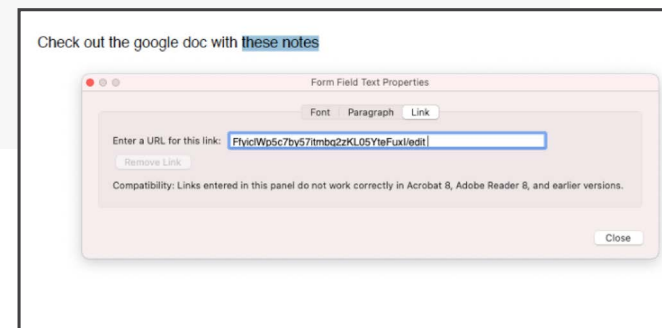 Check out the google doc with these notes
Form Field Text Properties
Font Paragraph Link
Enter a URL for this link: FfyiclWp5c7by57itmbq2zKL05YteFuxI/edit
Remove Link
Compatibility: Links entered in this panel do not work correctly in Acrobat 8, Adobe Reader 8, and earlier versions.
Close